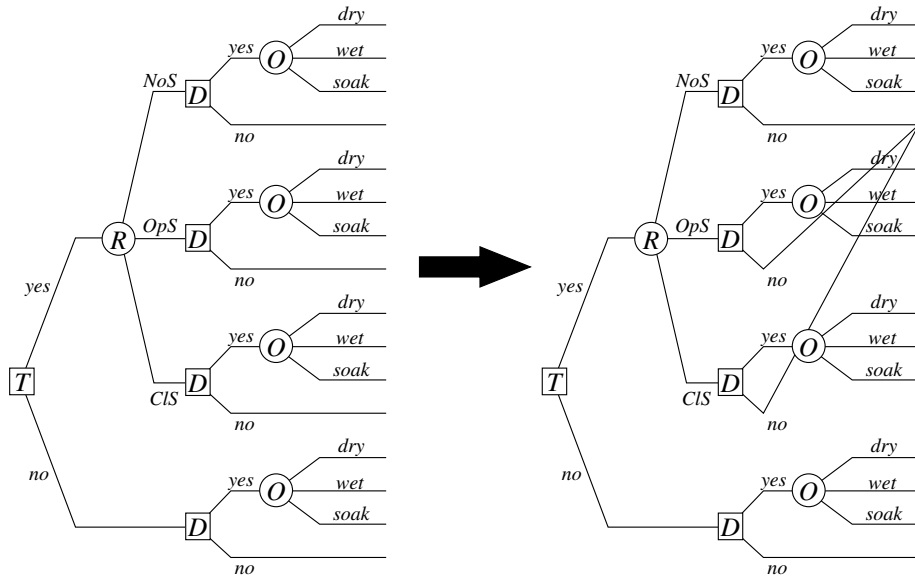 dry dry
yes O wet yes O wet
NoS D soak NoS D soak
no no
dry dry
yes O wet yes O wet
R OpS D soak R OpS D soak
yes no yes no
dry dry
yes O wet yes O wet
T ClS D soak T ClS D soak
no no
dry dry
no yes O wet no yes O wet
D soak D soak
no no